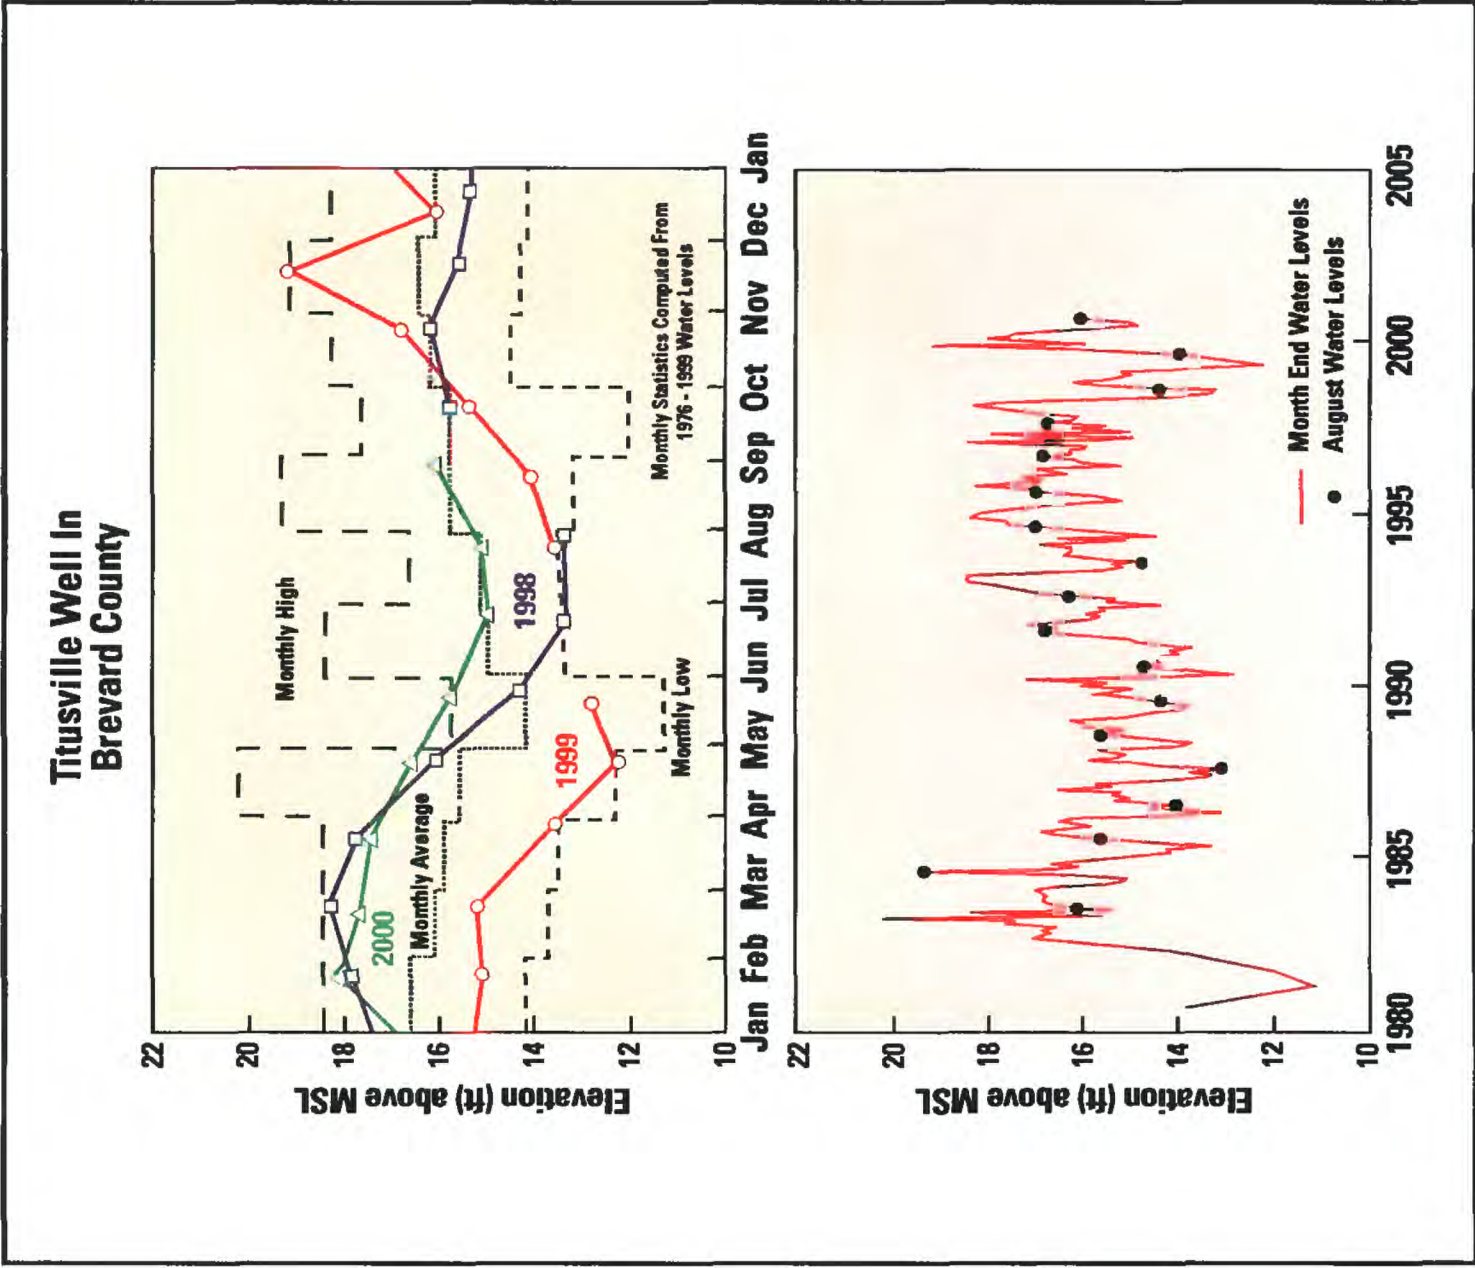 Titusville Well In
Brevard County
22
20
18
16
14
12
10
Elevation (ft) above MSL
Monthly High
2000
Monthly Average
1998
1999
Monthly Low
Monthly Statistics Computed From
1976 - 1999 Water Levels
Jan Feb Mar Apr May Jun Jul Aug Sep Oct Nov Dec Jan
22
20
18
16
14
12
10
Elevation (ft) above MSL
Month End Water Levels
August Water Levels
1980 1985 1990 1995 2000 2005